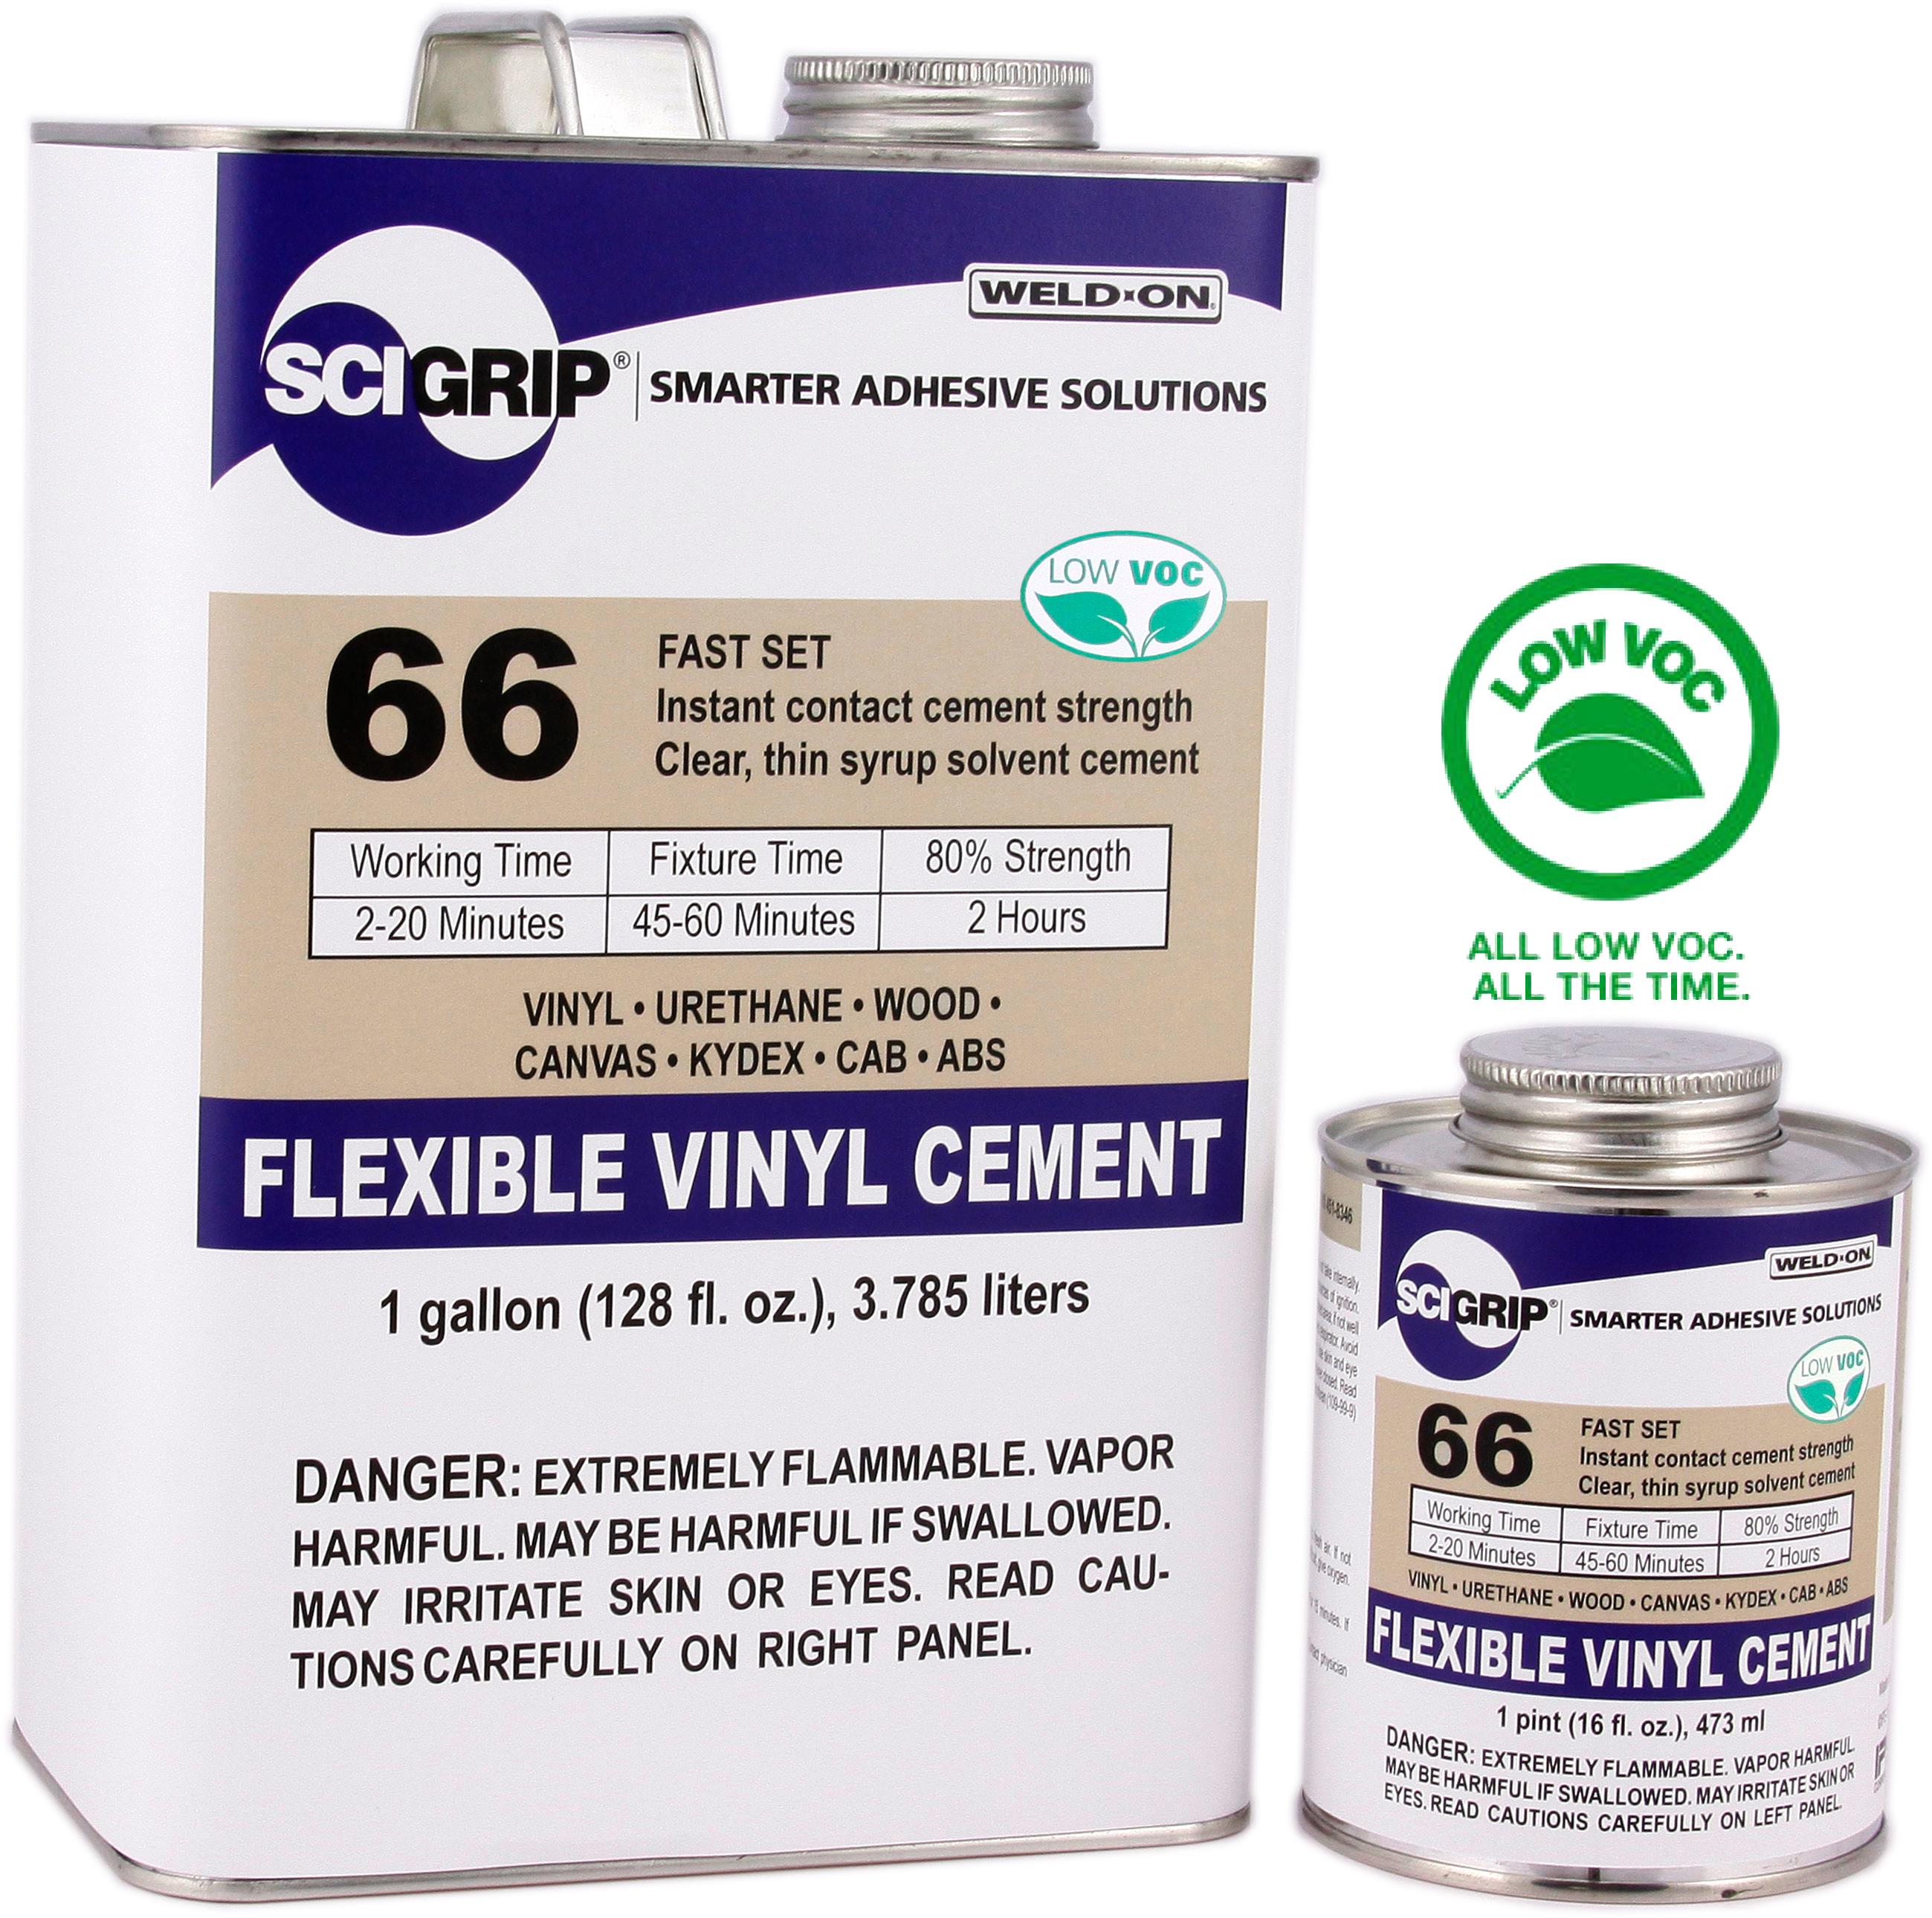 WELD-ON
SCIGRIP® | SMARTER ADHESIVE SOLUTIONS
LOW VOC
66
FAST SET
Instant contact cement strength
Clear, thin syrup solvent cement
Working Time Fixture Time 80% Strength
2-20 Minutes 45-60 Minutes 2 Hours
VINYL • URETHANE • WOOD •
CANVAS • KYDEX • CAB • ABS
FLEXIBLE VINYL CEMENT
1 gallon (128 fl. oz.), 3.785 liters
DANGER: EXTREMELY FLAMMABLE. VAPOR
HARMFUL. MAY BE HARMFUL IF SWALLOWED.
MAY IRRITATE SKIN OR EYES. READ CAU-
TIONS CAREFULLY ON RIGHT PANEL.
LOW VOC
ALL LOW VOC.
ALL THE TIME.
WELD-ON
SCIGRIP® | SMARTER ADHESIVE SOLUTIONS
LOW VOC
66
FAST SET
Instant contact cement strength
Clear, thin syrup solvent cement
Working Time Fixture Time 80% Strength
2-20 Minutes 45-60 Minutes 2 Hours
VINYL • URETHANE • WOOD • CANVAS • KYDEX • CAB • ABS
FLEXIBLE VINYL CEMENT
1 pint (16 fl. oz.), 473 ml
DANGER: EXTREMELY FLAMMABLE. VAPOR HARMFUL.
MAY BE HARMFUL IF SWALLOWED. MAY IRRITATE SKIN OR
EYES. READ CAUTIONS CAREFULLY ON LEFT PANEL.